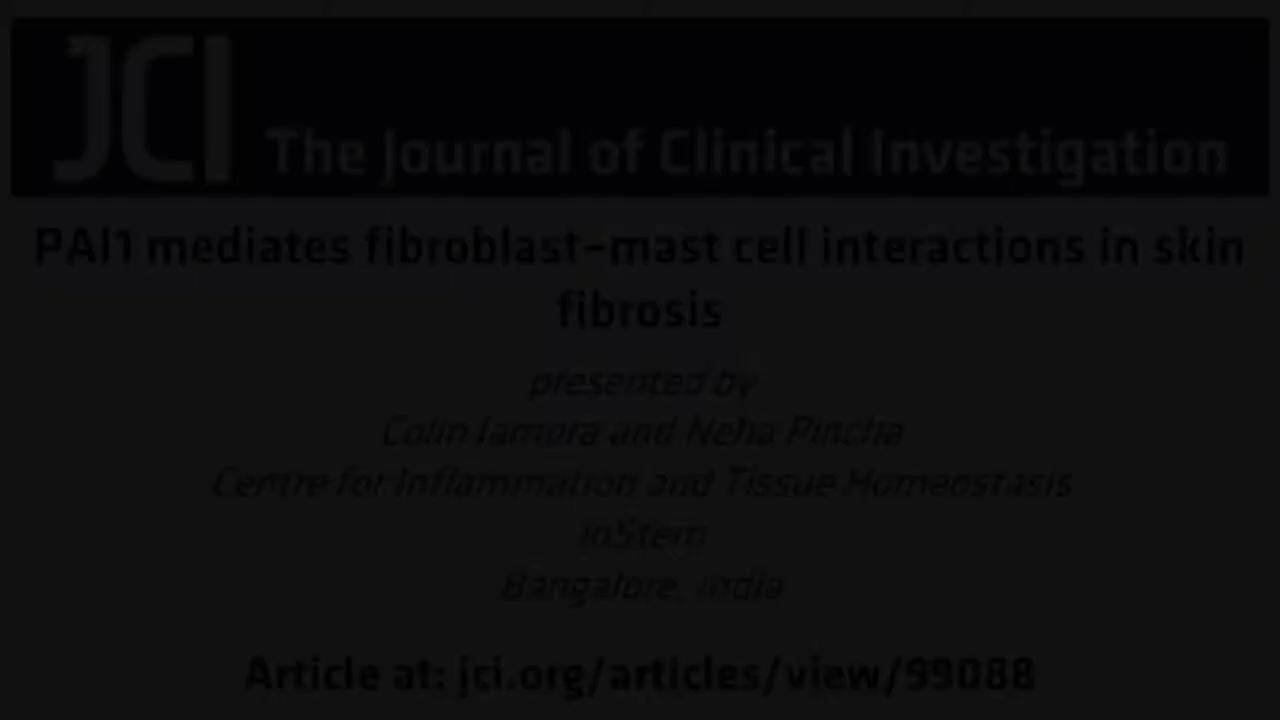 JCI The Journal of Clinical Investigation
PAI1 mediates fibroblast–mast cell interactions in skin
fibrosis
presented by
Colin Jamora and Neha Pincha
Centre for Inflammation and Tissue Homeostasis
inStem
Bangalore, India
Article at: jci.org/articles/view/99088